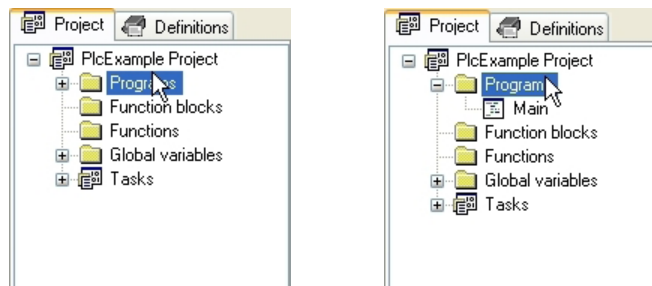 Project Definitions
PlcExample Project
Programs
Function blocks
Functions
Global variables
Tasks
Project Definitions
PlcExample Project
Program
Main
Function blocks
Functions
Global variables
Tasks